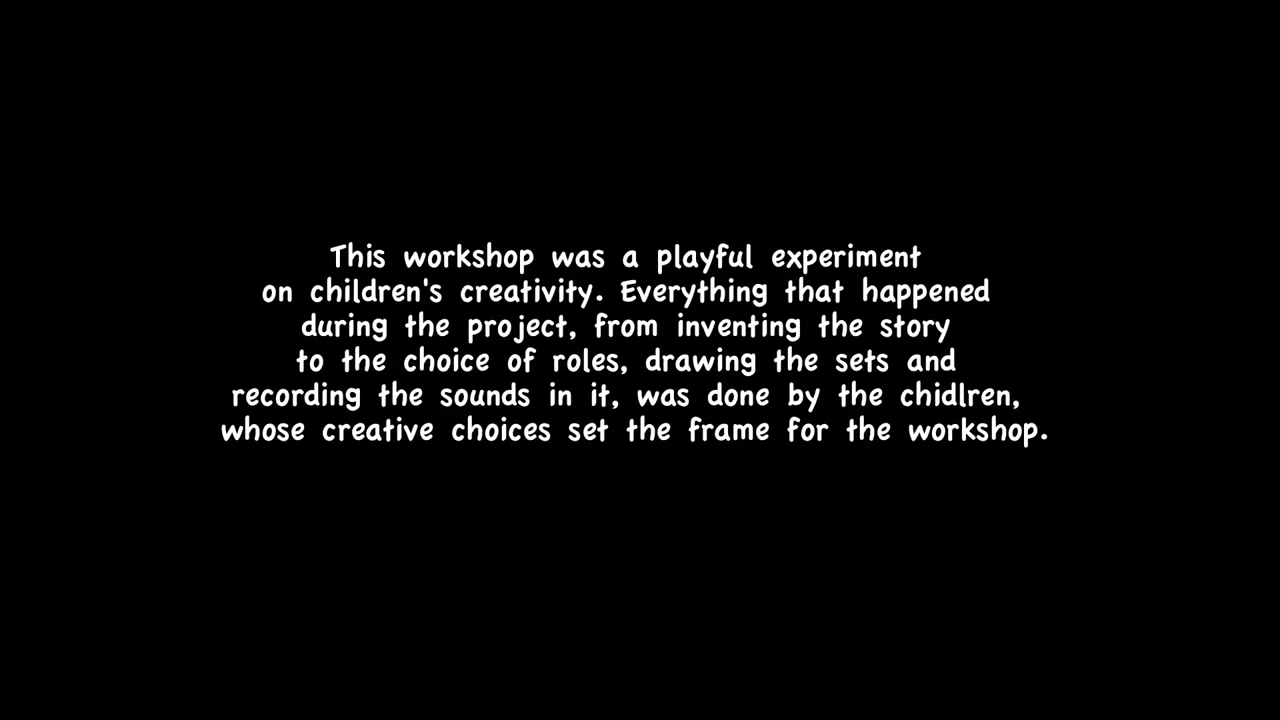 This workshop was a playful experiment
on children's creativity. Everything that happened
during the project, from inventing the story
to the choice of roles, drawing the sets and
recording the sounds in it, was done by the chidlren,
whose creative choices set the frame for the workshop.